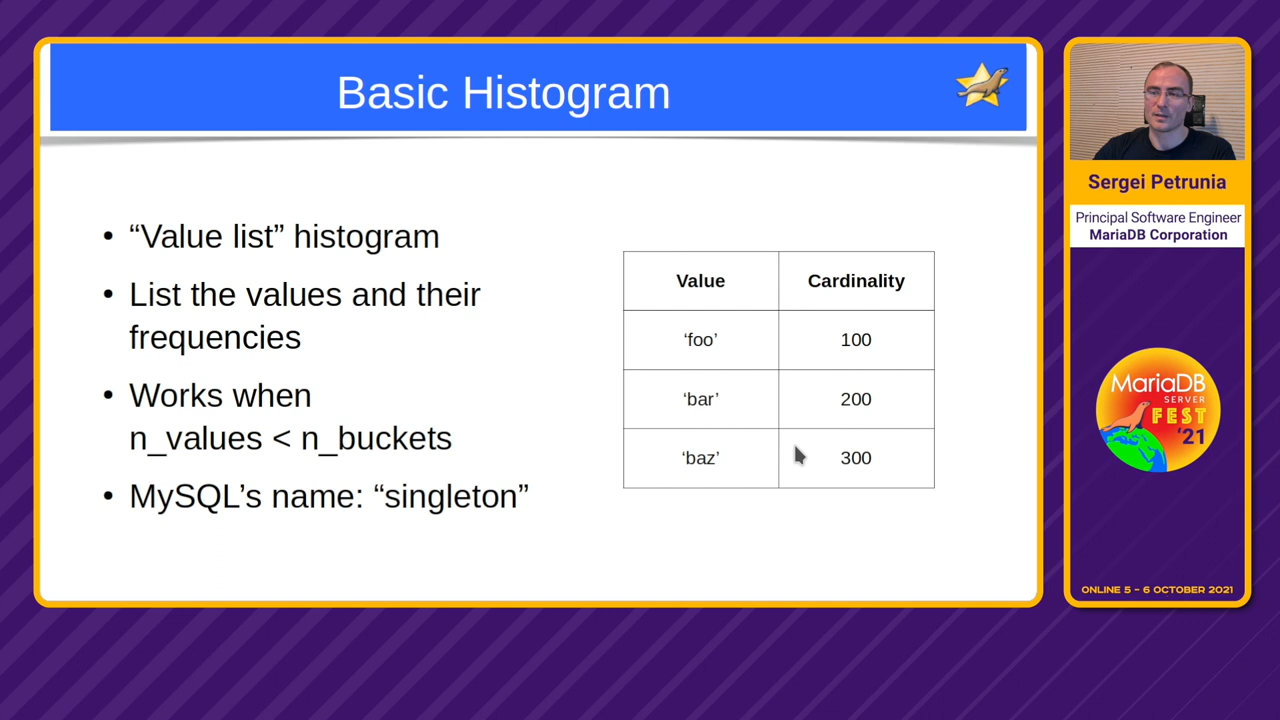 Basic Histogram
• “Value list” histogram
• List the values and their
frequencies
• Works when
n_values < n_buckets
• MySQL’s name: “singleton”
Value Cardinality
‘foo’ 100
‘bar’ 200
‘baz’ 300
Sergei Petrunia
Principal Software Engineer
MariaDB Corporation
MariaDB
SERVER
FEST
'21
ONLINE 5 – 6 OCTOBER 2021